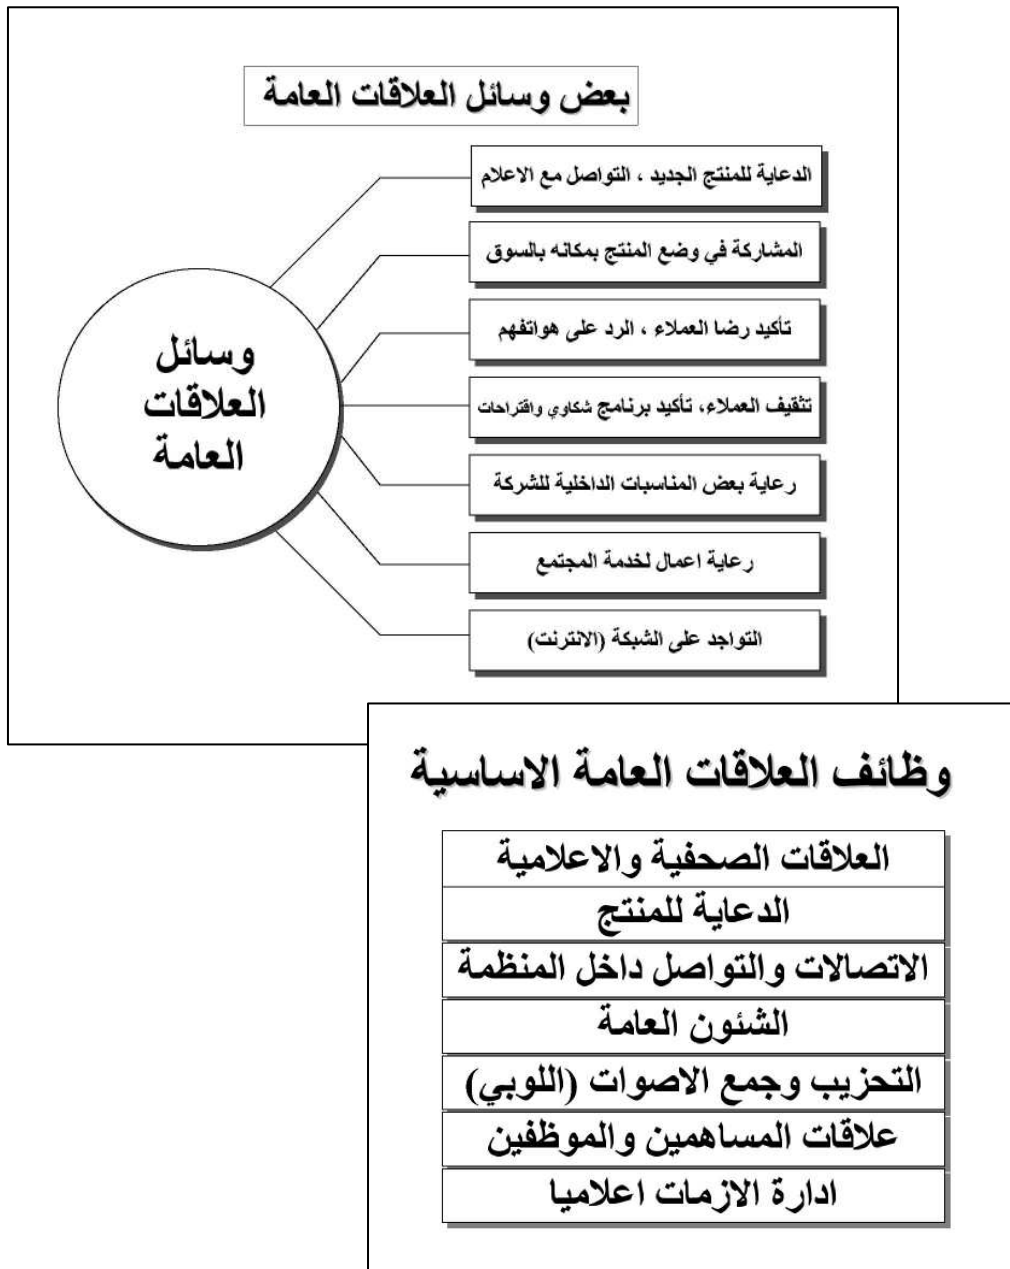 بعض وسائل العلاقات العامة
الدعاية للمنتج الجديد ، التواصل مع الاعلام
المشاركة في وضع المنتج بمكانه بالسوق
تأكيد رضا العملاء ، الرد على هواتفهم
تثقيف العملاء، تأكيد برنامج شكاوي واقتراحات
رعاية بعض المناسبات الداخلية للشركة
رعاية اعمال لخدمة المجتمع
التواجد على الشبكة (الانترنت)
وسائل
العلاقات
العامة
وظائف العلاقات العامة الاساسية
العلاقات الصحفية والاعلامية
الدعاية للمنتج
الاتصالات والتواصل داخل المنظمة
الشئون العامة
التحزيب وجمع الاصوات (اللوبي)
علاقات المساهمين والموظفين
ادارة الازمات اعلاميا